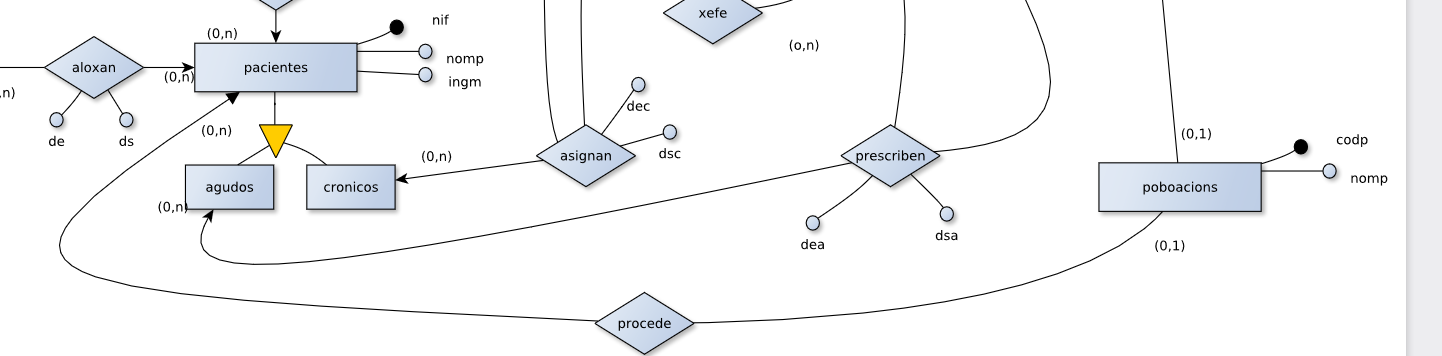 xefe
nif
(0,n)
(o,n)
nomp
aloxan
pacientes
(0,n)
ingm
,n)
dec
(0,n)
de
ds
(0,1)
codp
dsc
(0,n)
asignan
prescriben
nomp
agudos
cronicos
poboacions
(0,n)
dea
dsa
(0,1)
procede